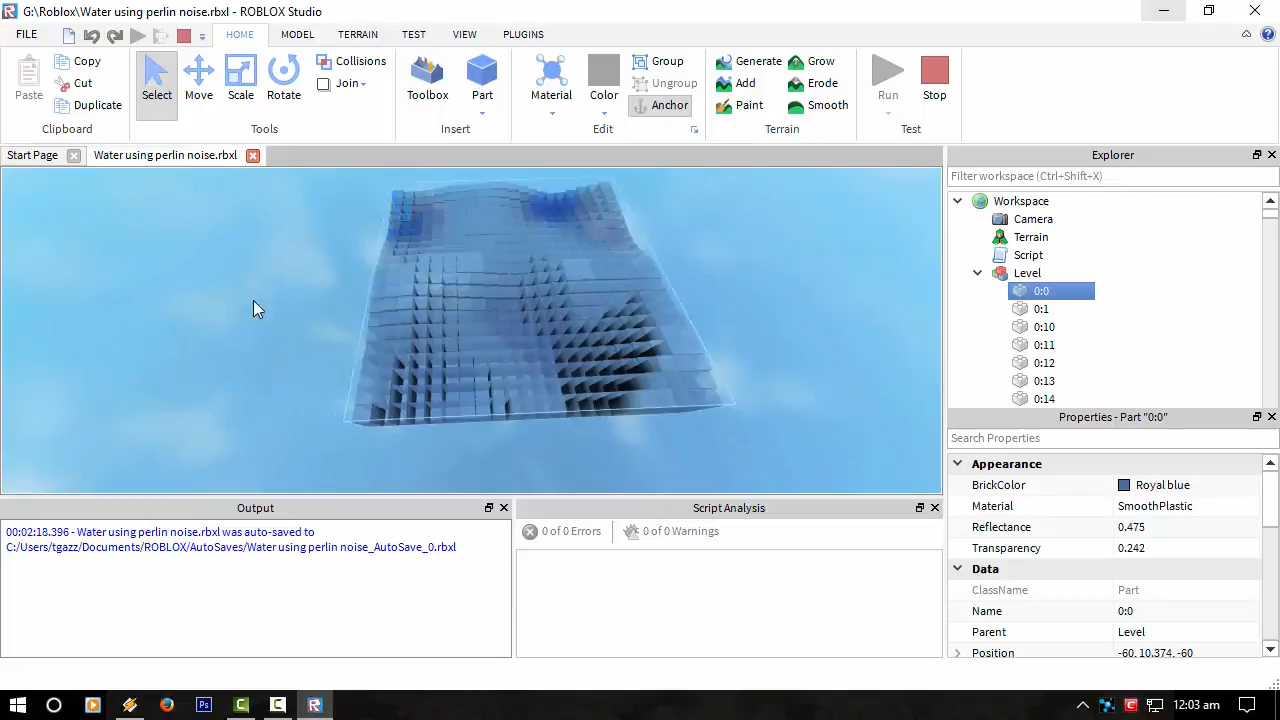 G:\Roblox\Water using perlin noise.rbxl - ROBLOX Studio
FILE HOME MODEL TERRAIN TEST VIEW PLUGINS
Paste
Copy
Cut
Duplicate
Clipboard
Select
Move
Scale
Rotate
Collisions
Join
Tools
Toolbox
Part
Insert
Material
Color
Group
Ungroup
Anchor
Edit
Generate
Add
Paint
Grow
Erode
Smooth
Terrain
Run
Stop
Test
Start Page
Water using perlin noise.rbxl
Explorer
Filter workspace (Ctrl+Shift+X)
Workspace
Camera
Terrain
Script
Level
0:0
0:1
0:10
0:11
0:12
0:13
0:14
Properties - Part "0:0"
Search Properties
Appearance
BrickColor Royal blue
Material SmoothPlastic
Reflectance 0.475
Transparency 0.242
Data
ClassName Part
Name 0:0
Parent Level
Position -60, 10.374, -60
Output
00:02:18.396 - Water using perlin noise.rbxl was auto-saved to
C:/Users/tgazz/Documents/ROBLOX/AutoSaves/Water using perlin noise_AutoSave_0.rbxl
Script Analysis
0 of 0 Errors
0 of 0 Warnings
Ps
12:03 am